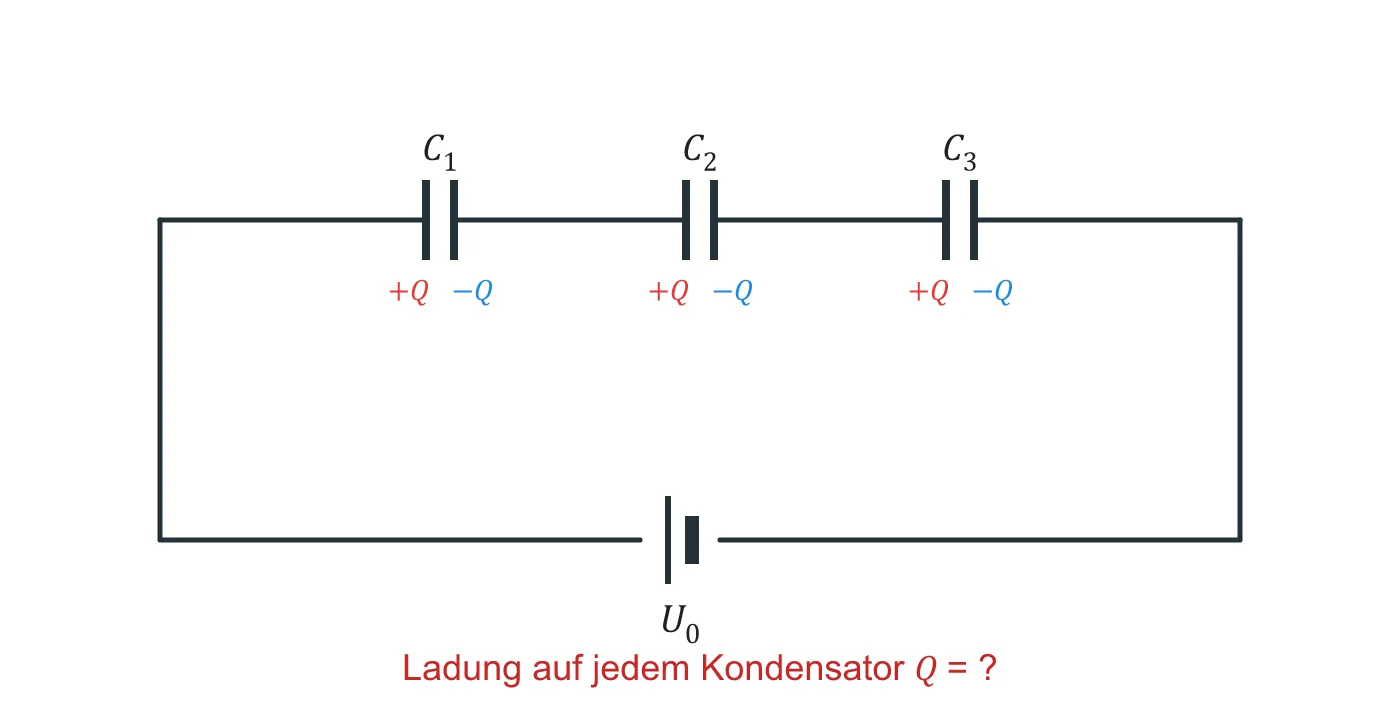 C₁ C₂ C₃
+Q −Q +Q −Q +Q −Q
U₀
Ladung auf jedem Kondensator Q = ?